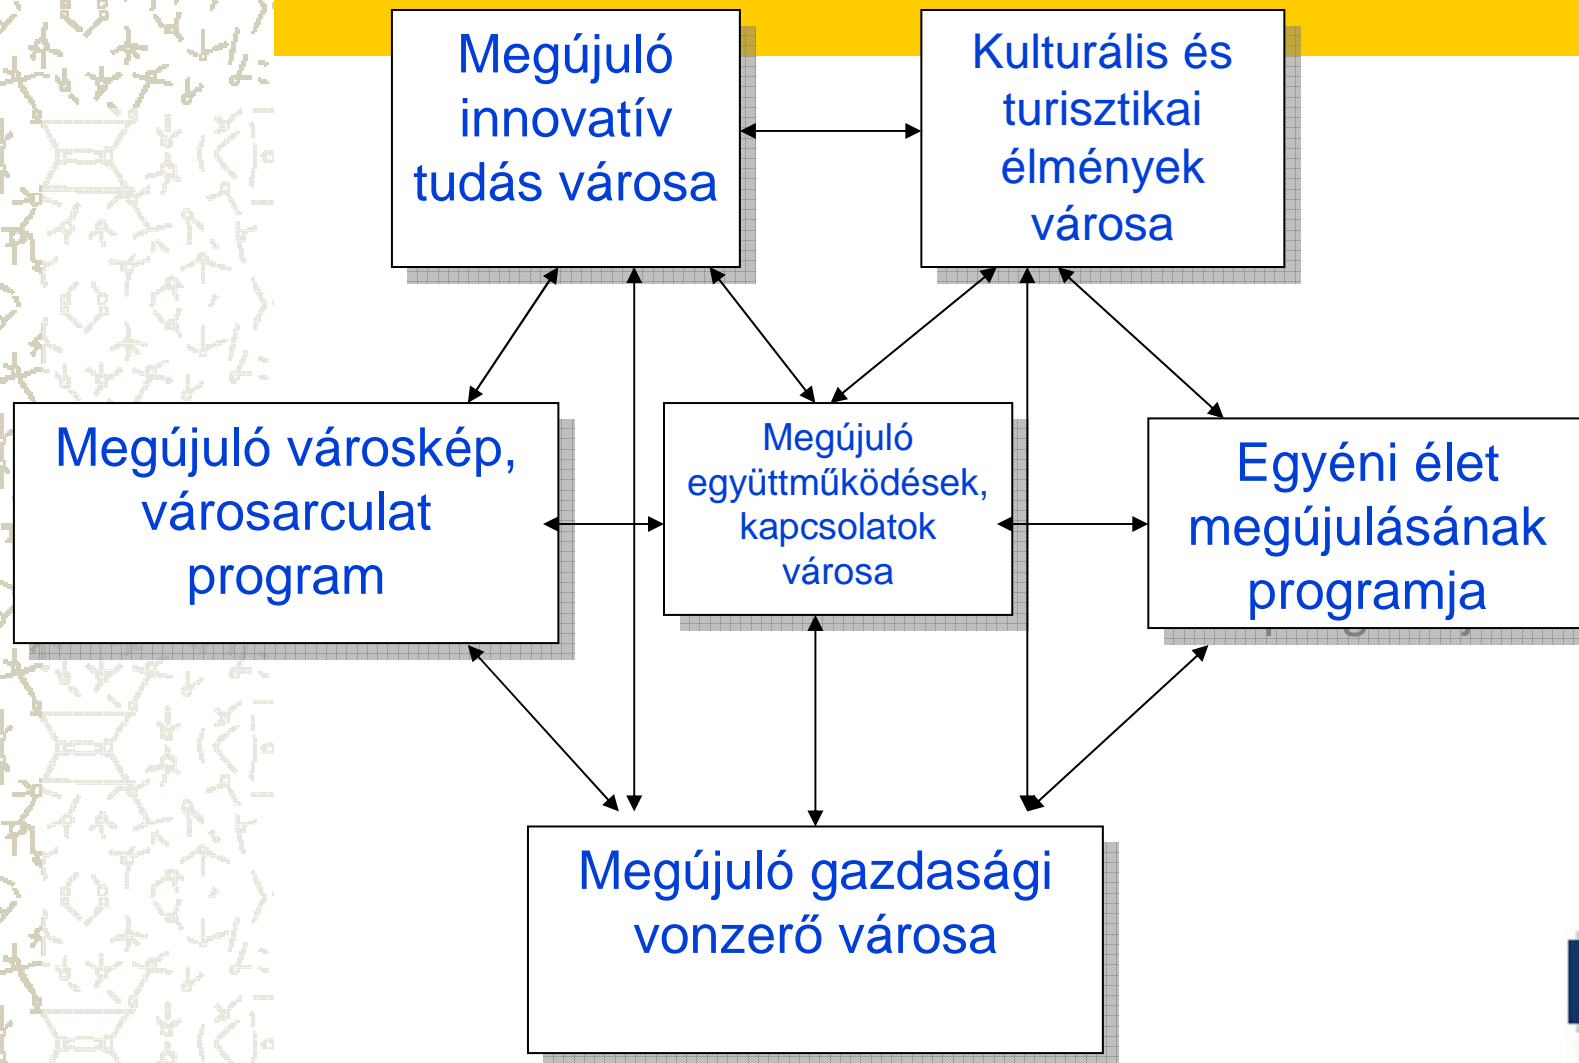 Megújuló
innovatív
tudás városa
Kulturális és
turisztikai
élmények
városa
Megújuló városkép,
városarculat
program
Megújuló
együttműködések,
kapcsolatok
városa
Egyéni élet
megújulásának
programja
Megújuló gazdasági
vonzerő városa